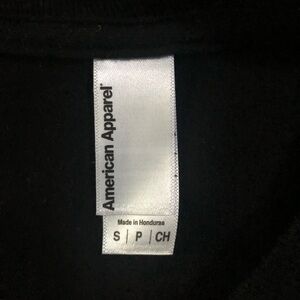 American Apparel®
Made in Honduras
S | P | CH